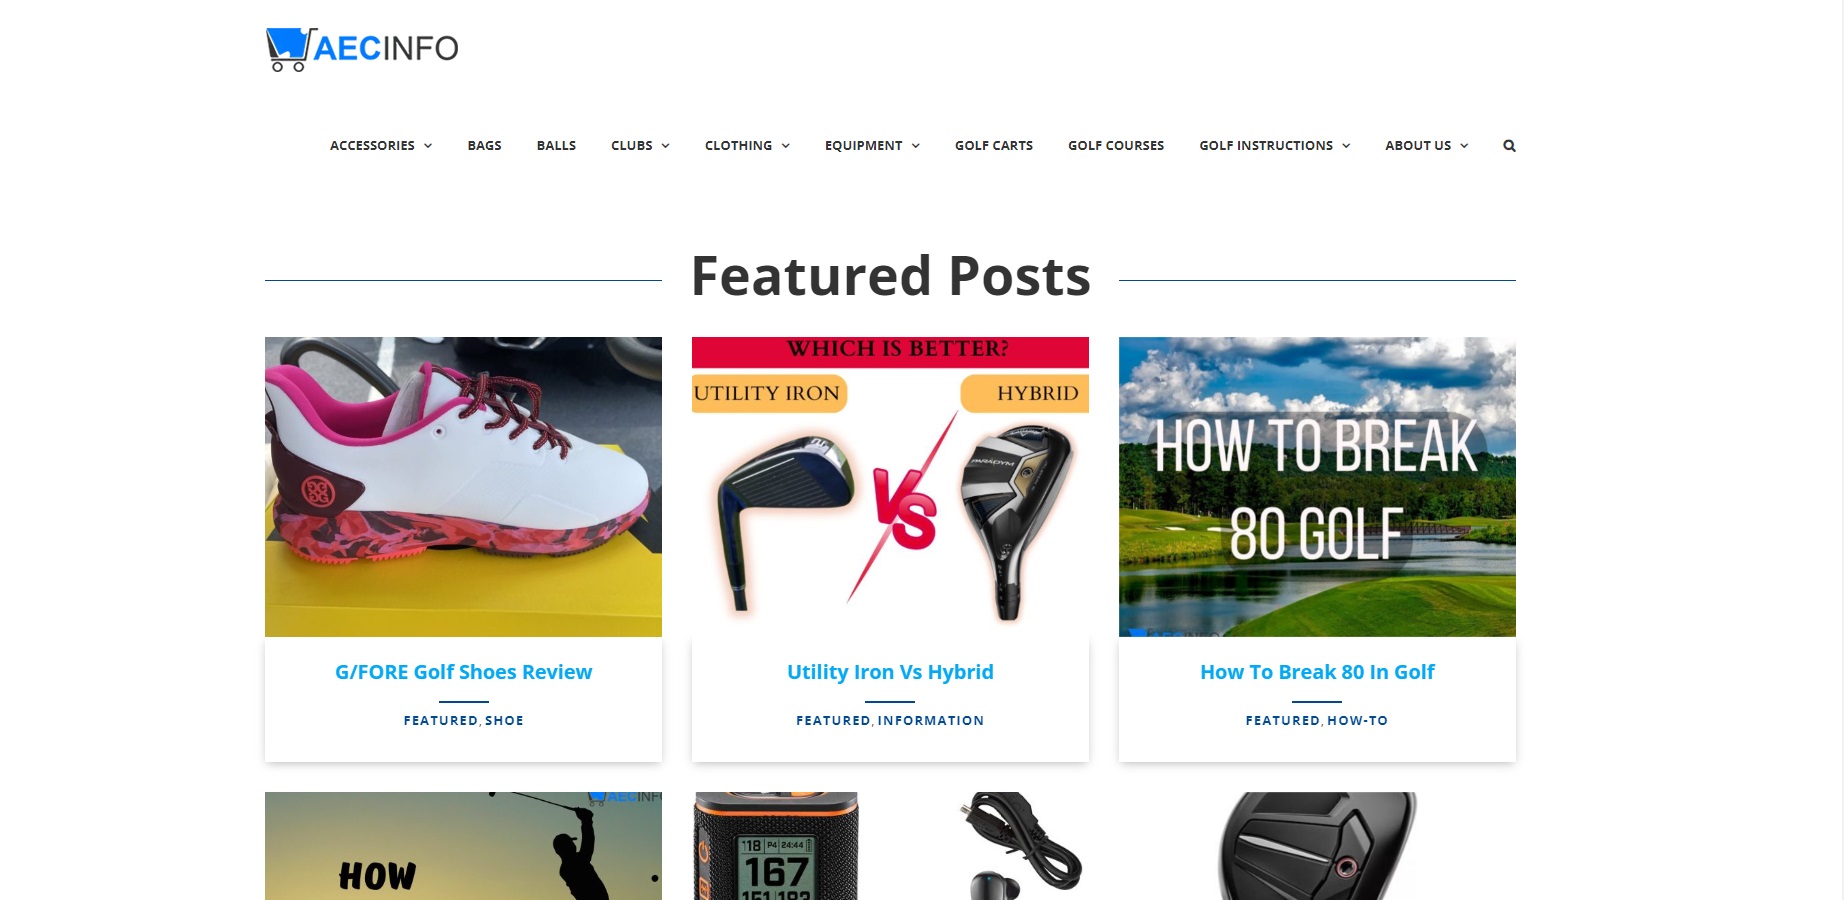 AECINFO
ACCESSORIES BAGS BALLS CLUBS CLOTHING EQUIPMENT GOLF CARTS GOLF COURSES GOLF INSTRUCTIONS ABOUT US
Featured Posts
WHICH IS BETTER?
UTILITY IRON HYBRID
VS
PARADYM
HOW TO BREAK
80 GOLF
G/FORE Golf Shoes Review
FEATURED, SHOE
Utility Iron Vs Hybrid
FEATURED, INFORMATION
How To Break 80 In Golf
FEATURED, HOW-TO
AECINFO
HOW
118 P4 24:44
167
151 183